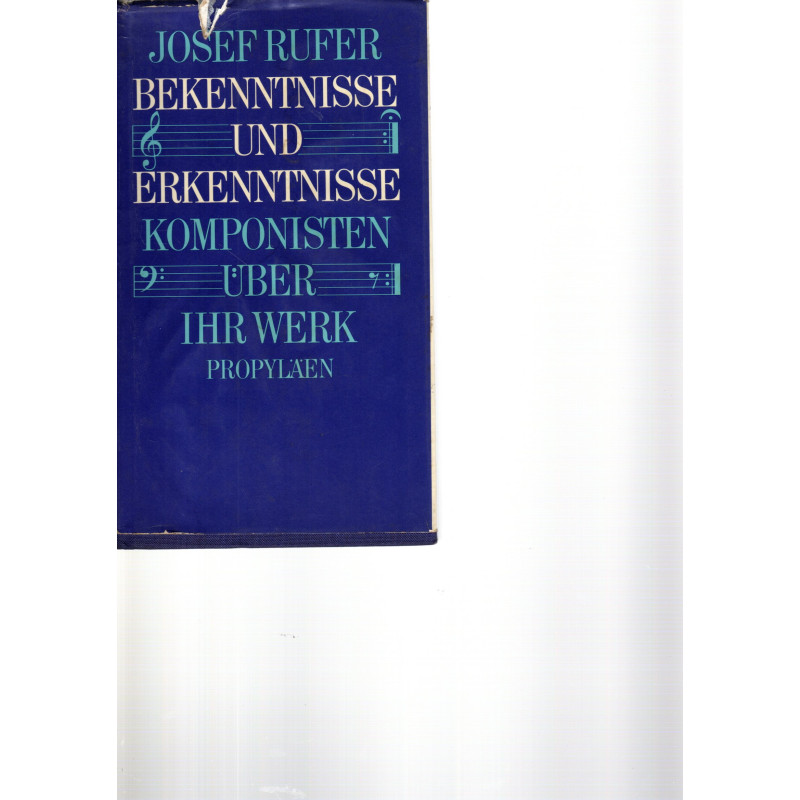 JOSEF RUFER
BEKENNTNISSE
UND
ERKENNTNISSE
KOMPONISTEN
ÜBER
IHR WERK
PROPYLÄEN